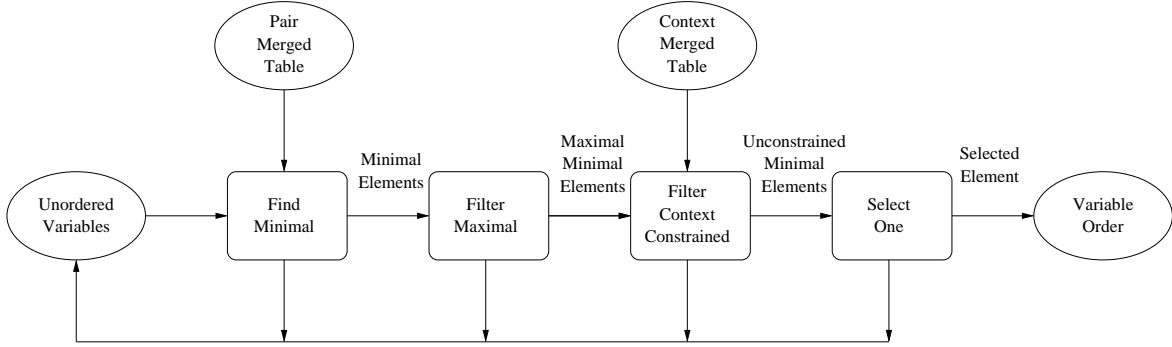 Pair
Merged
Table
Context
Merged
Table
Minimal
Elements
Maximal
Minimal
Elements
Unconstrained
Minimal
Elements
Selected
Element
Unordered
Variables
Find
Minimal
Filter
Maximal
Filter
Context
Constrained
Select
One
Variable
Order